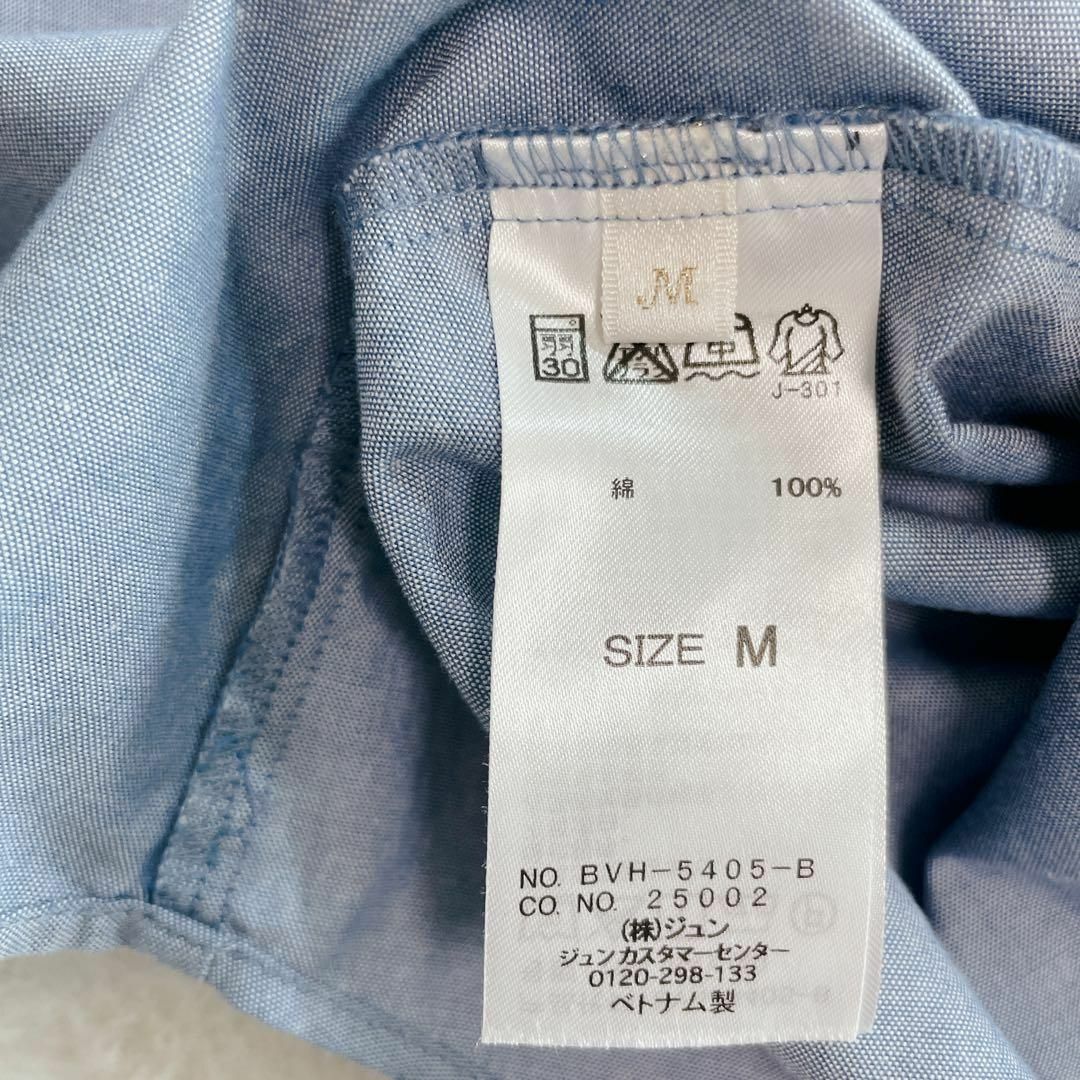 M
30
中
J-301
綿 100%
SIZE M
NO. BVH-5405-B
CO. NO. 25002
(株)ジュン
ジュンカスタマーセンター
0120-298-133
ベトナム製